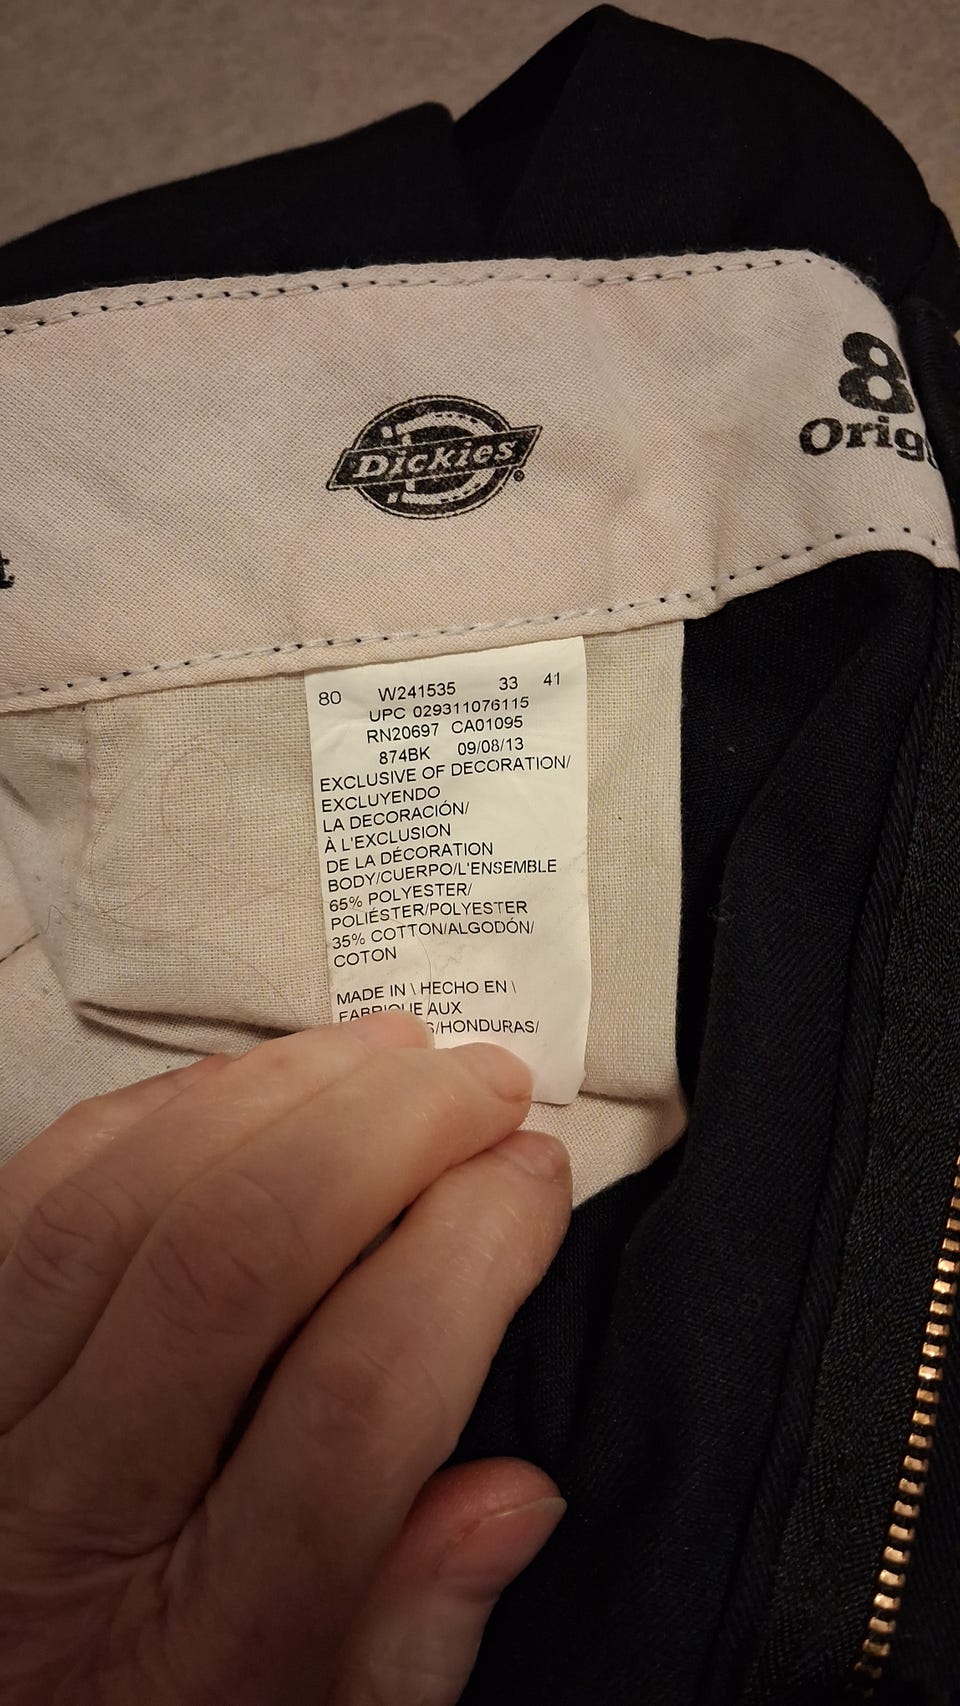 8
Orig
Dickies®
80 W241535 33 41
UPC 029311076115
RN20697 CA01095
874BK 09/08/13
EXCLUSIVE OF DECORATION/
EXCLUYENDO
LA DECORACIÓN/
À L'EXCLUSION
DE LA DÉCORATION
BODY/CUERPO/L'ENSEMBLE
65% POLYESTER/
POLIÉSTER/POLYESTER
35% COTTON/ALGODÓN/
COTON
MADE IN \ HECHO EN \
FABRIQUE AUX
S/HONDURAS/